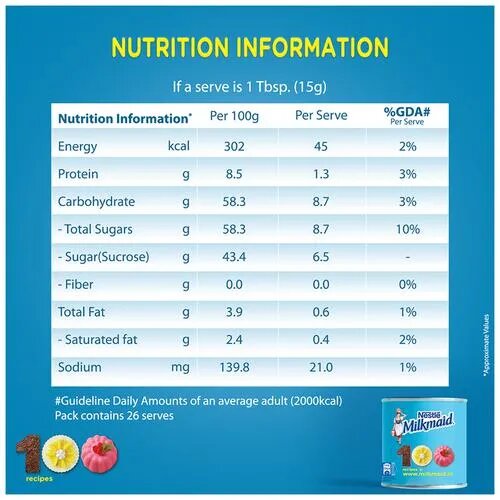 NUTRITION INFORMATION
If a serve is 1 Tbsp. (15g)
Nutrition Information* Per 100g Per Serve %GDA# Per Serve
Energy kcal 302 45 2%
Protein g 8.5 1.3 3%
Carbohydrate g 58.3 8.7 3%
- Total Sugars g 58.3 8.7 10%
- Sugar(Sucrose) g 43.4 6.5 -
- Fiber g 0.0 0.0 0%
Total Fat g 3.9 0.6 1%
- Saturated fat g 2.4 0.4 2%
Sodium mg 139.8 21.0 1%
*Approximate Values
#Guideline Daily Amounts of an average adult (2000kcal)
Pack contains 26 serves
100
recipes
Nestlé
Milkmaid
100
recipes
www.milkmaid.in